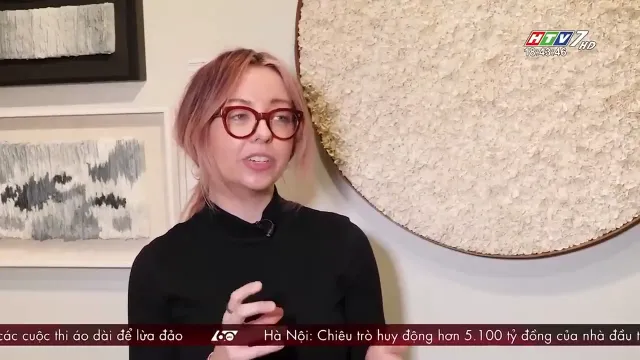 HTV7 HD
18:43:46
các cuộc thi áo dài để lừa đảo 60 Hà Nội: Chiêu trò huy động hơn 5.100 tỷ đồng của nhà đầu